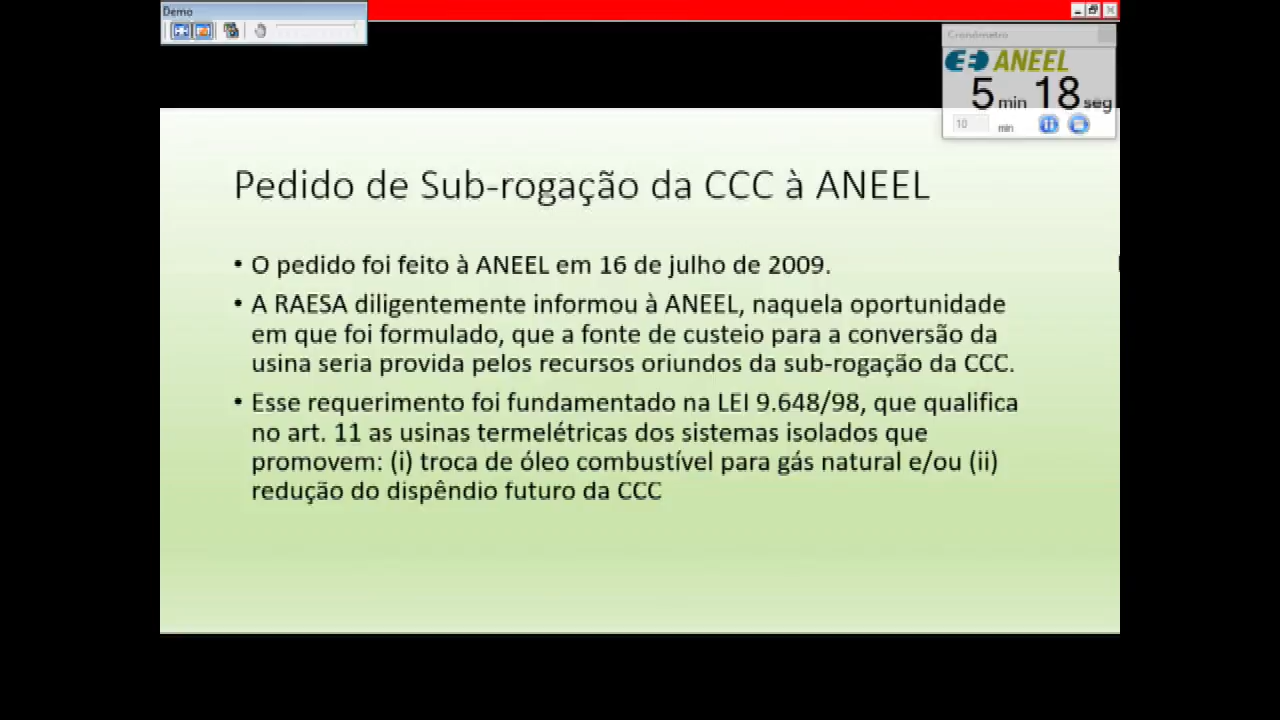 Demo
Cronômetro
ANEEL
5 min 18 seg
10 min
Pedido de Sub-rogação da CCC à ANEEL
• O pedido foi feito à ANEEL em 16 de julho de 2009.
• A RAESA diligentemente informou à ANEEL, naquela oportunidade
em que foi formulado, que a fonte de custeio para a conversão da
usina seria provida pelos recursos oriundos da sub-rogação da CCC.
• Esse requerimento foi fundamentado na LEI 9.648/98, que qualifica
no art. 11 as usinas termelétricas dos sistemas isolados que
promovem: (i) troca de óleo combustível para gás natural e/ou (ii)
redução do dispêndio futuro da CCC